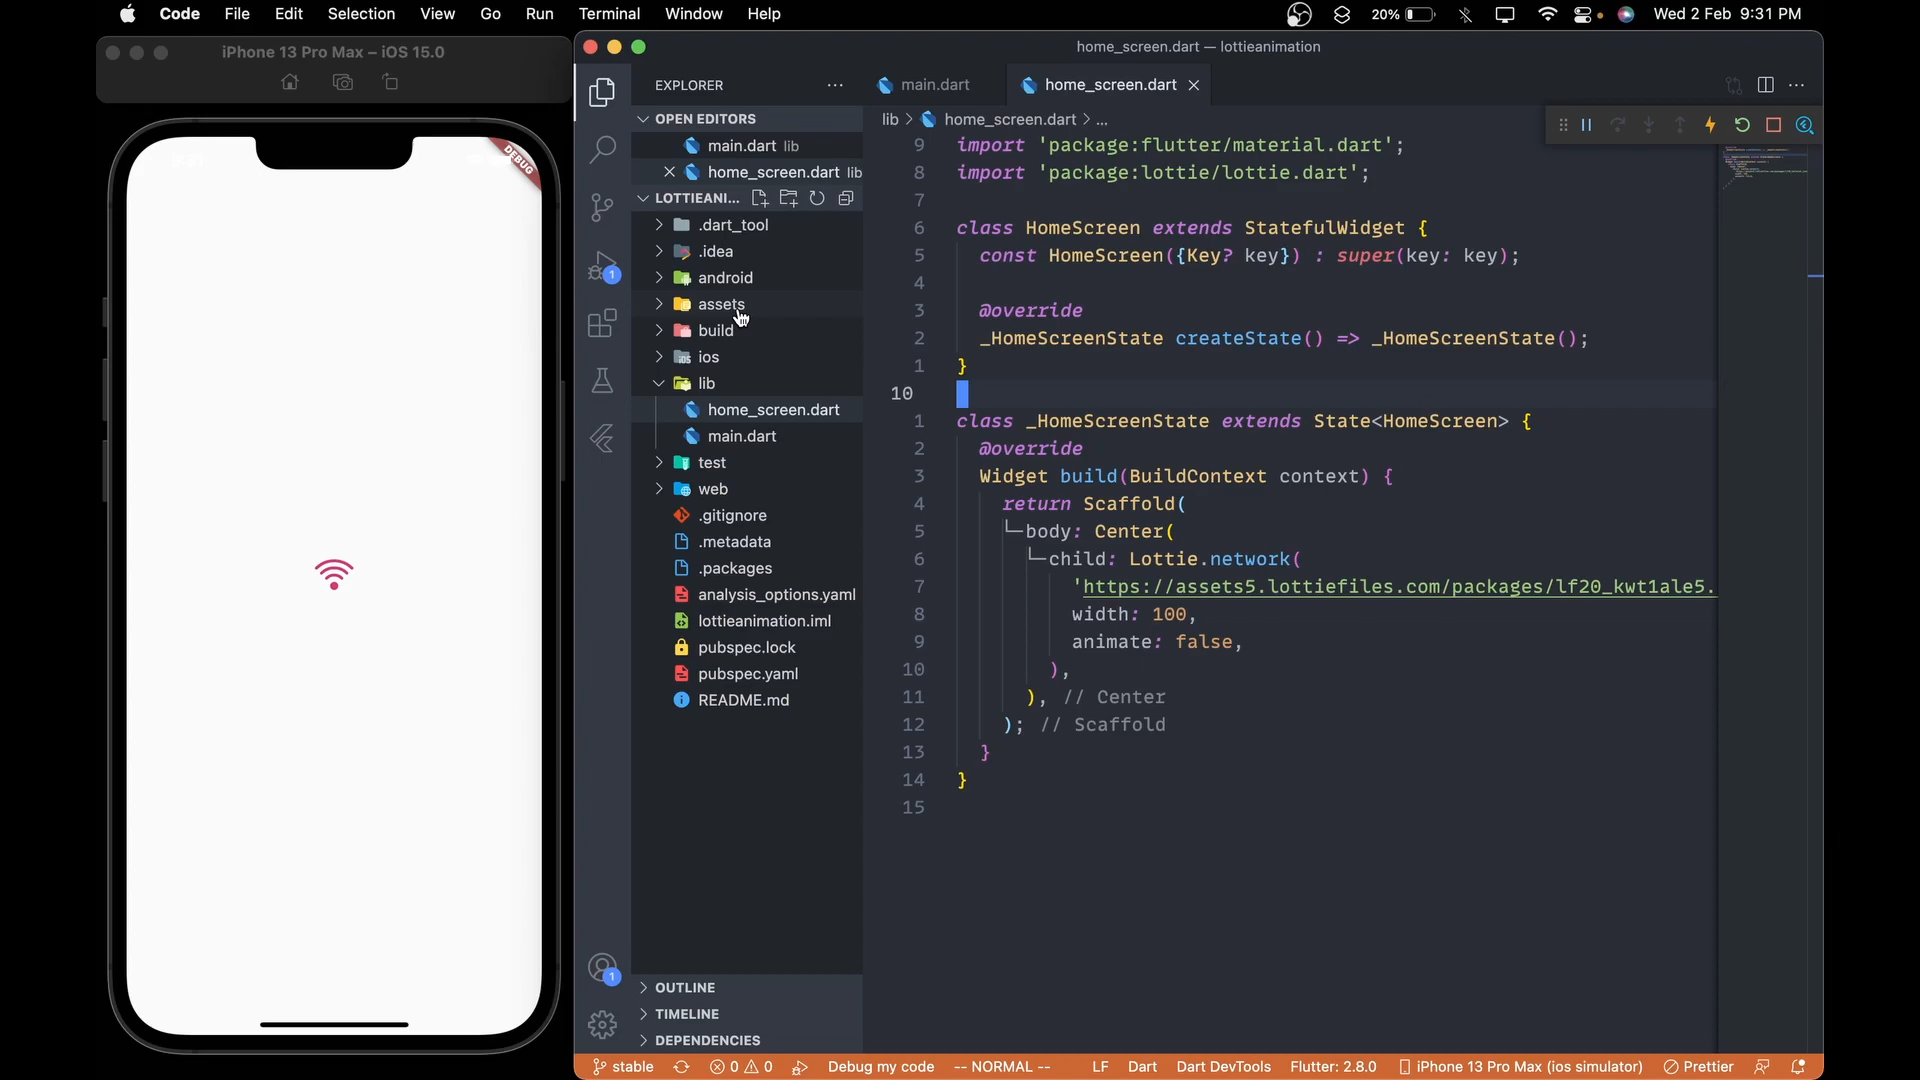 Code File Edit Selection View Go Run Terminal Window Help 20% Wed 2 Feb 9:31 PM
iPhone 13 Pro Max – iOS 15.0
DEBUG
home_screen.dart — lottieanimation
EXPLORER
main.dart
home_screen.dart
OPEN EDITORS
main.dart lib
home_screen.dart lib
LOTTIEANI...
.dart_tool
.idea
android
assets
build
ios
lib
home_screen.dart
main.dart
test
web
.gitignore
.metadata
.packages
analysis_options.yaml
lottieanimation.iml
pubspec.lock
pubspec.yaml
README.md
OUTLINE
TIMELINE
DEPENDENCIES
1
1
lib > home_screen.dart > ...
9 import 'package:flutter/material.dart';
8 import 'package:lottie/lottie.dart';
7
6 class HomeScreen extends StatefulWidget {
5 const HomeScreen({Key? key}) : super(key: key);
4
3 @override
2 _HomeScreenState createState() => _HomeScreenState();
1 }
10
1 class _HomeScreenState extends State<HomeScreen> {
2 @override
3 Widget build(BuildContext context) {
4 return Scaffold(
5 body: Center(
6 child: Lottie.network(
7 'https://assets5.lottiefiles.com/packages/lf20_kwt1ale5.
8 width: 100,
9 animate: false,
10 ),
11 ), // Center
12 ); // Scaffold
13 }
14 }
15
stable 0 0 Debug my code -- NORMAL -- LF Dart Dart DevTools Flutter: 2.8.0 iPhone 13 Pro Max (ios simulator) Prettier